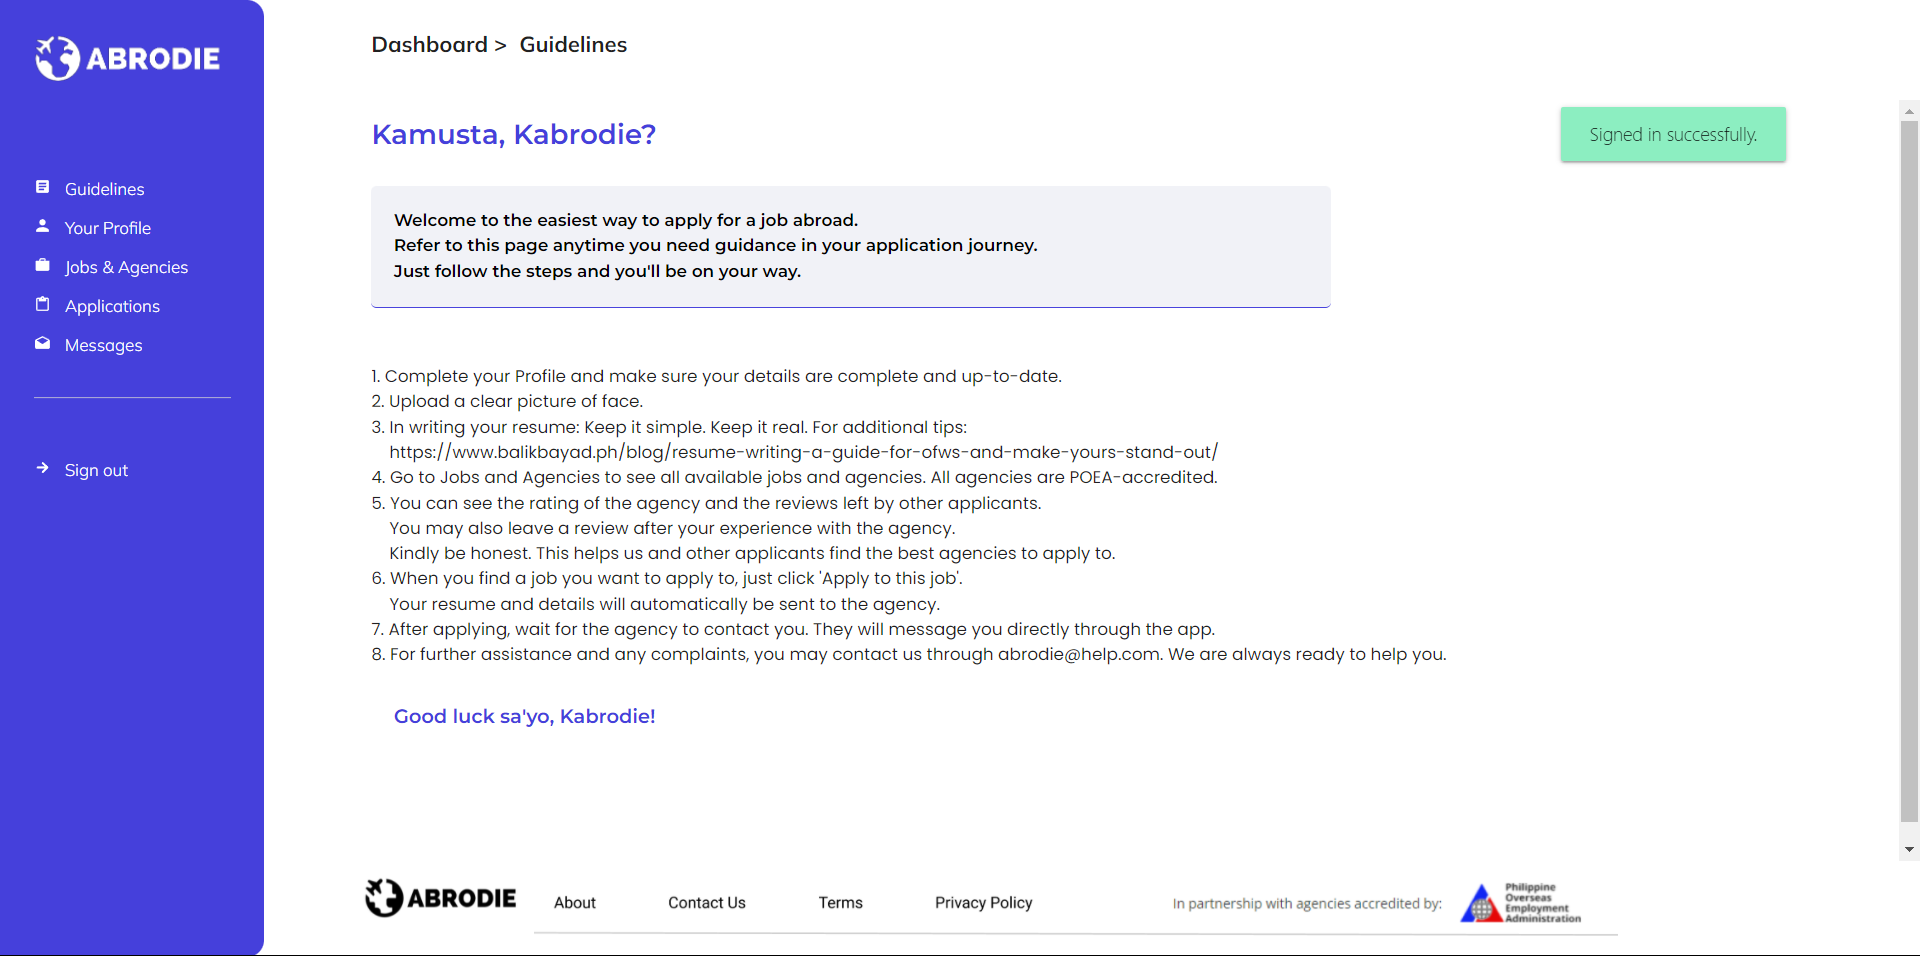 ABRODIE
Guidelines
Your Profile
Jobs & Agencies
Applications
Messages
Sign out
Dashboard > Guidelines
Kamusta, Kabrodie?
Signed in successfully.
Welcome to the easiest way to apply for a job abroad.
Refer to this page anytime you need guidance in your application journey.
Just follow the steps and you'll be on your way.
1. Complete your Profile and make sure your details are complete and up-to-date.
2. Upload a clear picture of face.
3. In writing your resume: Keep it simple. Keep it real. For additional tips:
https://www.balikbayad.ph/blog/resume-writing-a-guide-for-ofws-and-make-yours-stand-out/
4. Go to Jobs and Agencies to see all available jobs and agencies. All agencies are POEA-accredited.
5. You can see the rating of the agency and the reviews left by other applicants.
You may also leave a review after your experience with the agency.
Kindly be honest. This helps us and other applicants find the best agencies to apply to.
6. When you find a job you want to apply to, just click 'Apply to this job'.
Your resume and details will automatically be sent to the agency.
7. After applying, wait for the agency to contact you. They will message you directly through the app.
8. For further assistance and any complaints, you may contact us through abrodie@help.com. We are always ready to help you.
Good luck sa'yo, Kabrodie!
ABRODIE
About
Contact Us
Terms
Privacy Policy
In partnership with agencies accredited by:
Philippine
Overseas
Employment
Administration